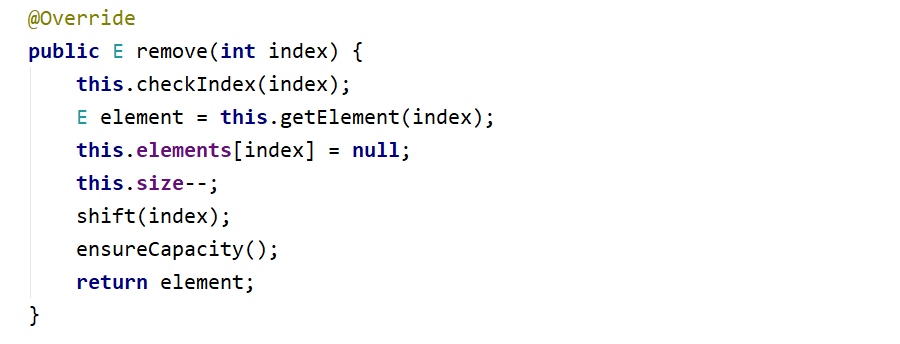 @Override
public E remove(int index) {
    this.checkIndex(index);
    E element = this.getElement(index);
    this.elements[index] = null;
    this.size--;
    shift(index);
    ensureCapacity();
    return element;
}